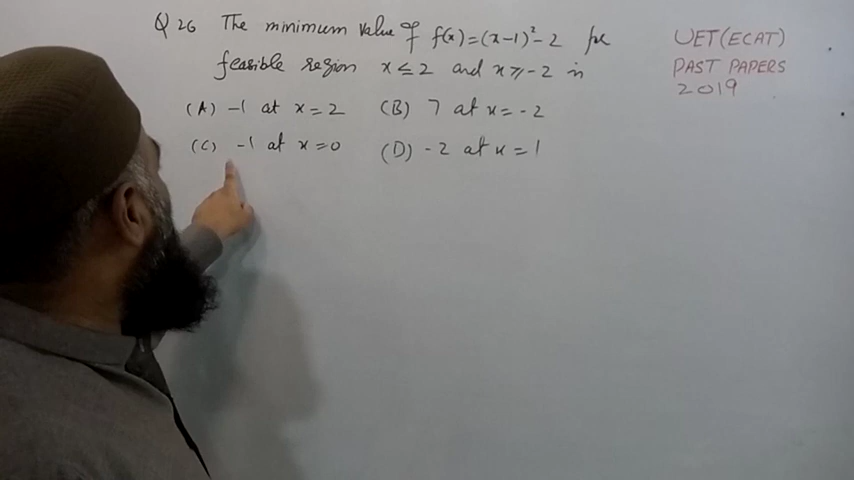 Q 26 The minimum value of f(x)=(x-1)²-2 for
feasible region x≤2 and x≥-2 is
(A) -1 at x=2 (B) 7 at x=-2
(C) -1 at x=0 (D) -2 at x=1
UET(ECAT)
PAST PAPERS
2019